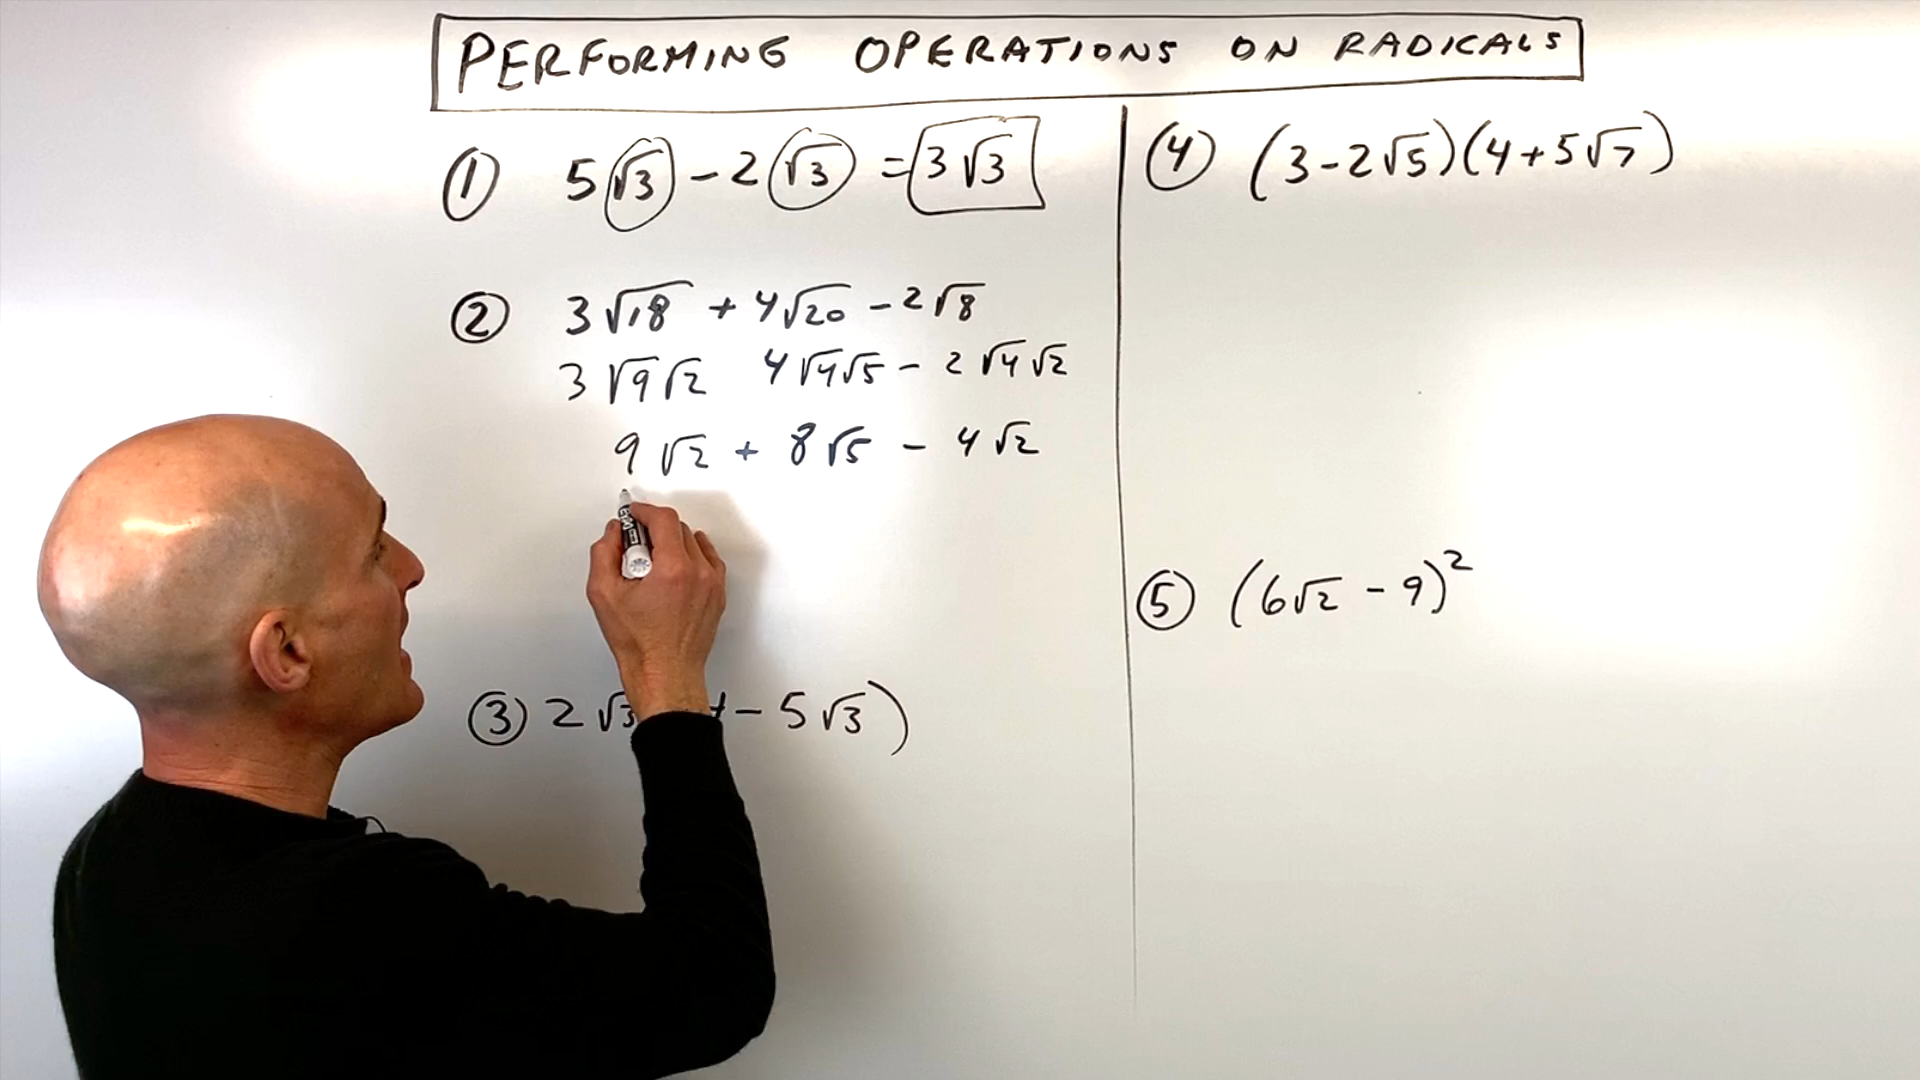 PERFORMING OPERATIONS ON RADICALS
① 5√3 - 2√3 = 3√3
② 3√18 + 4√20 - 2√8
3√9√2 4√4√5 - 2√4√2
9√2 + 8√5 - 4√2
③ 2√3 - 5√3)
④ (3-2√5)(4+5√7)
⑤ (6√2 - 9)²